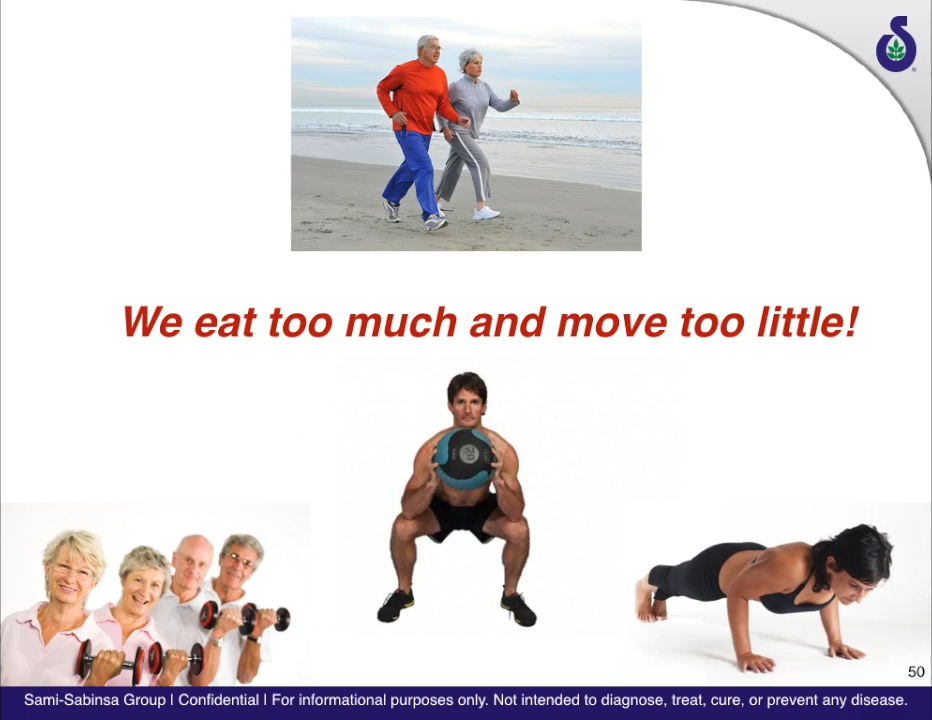 We eat too much and move too little!
20
50
Sami-Sabinsa Group | Confidential | For informational purposes only. Not intended to diagnose, treat, cure, or prevent any disease.